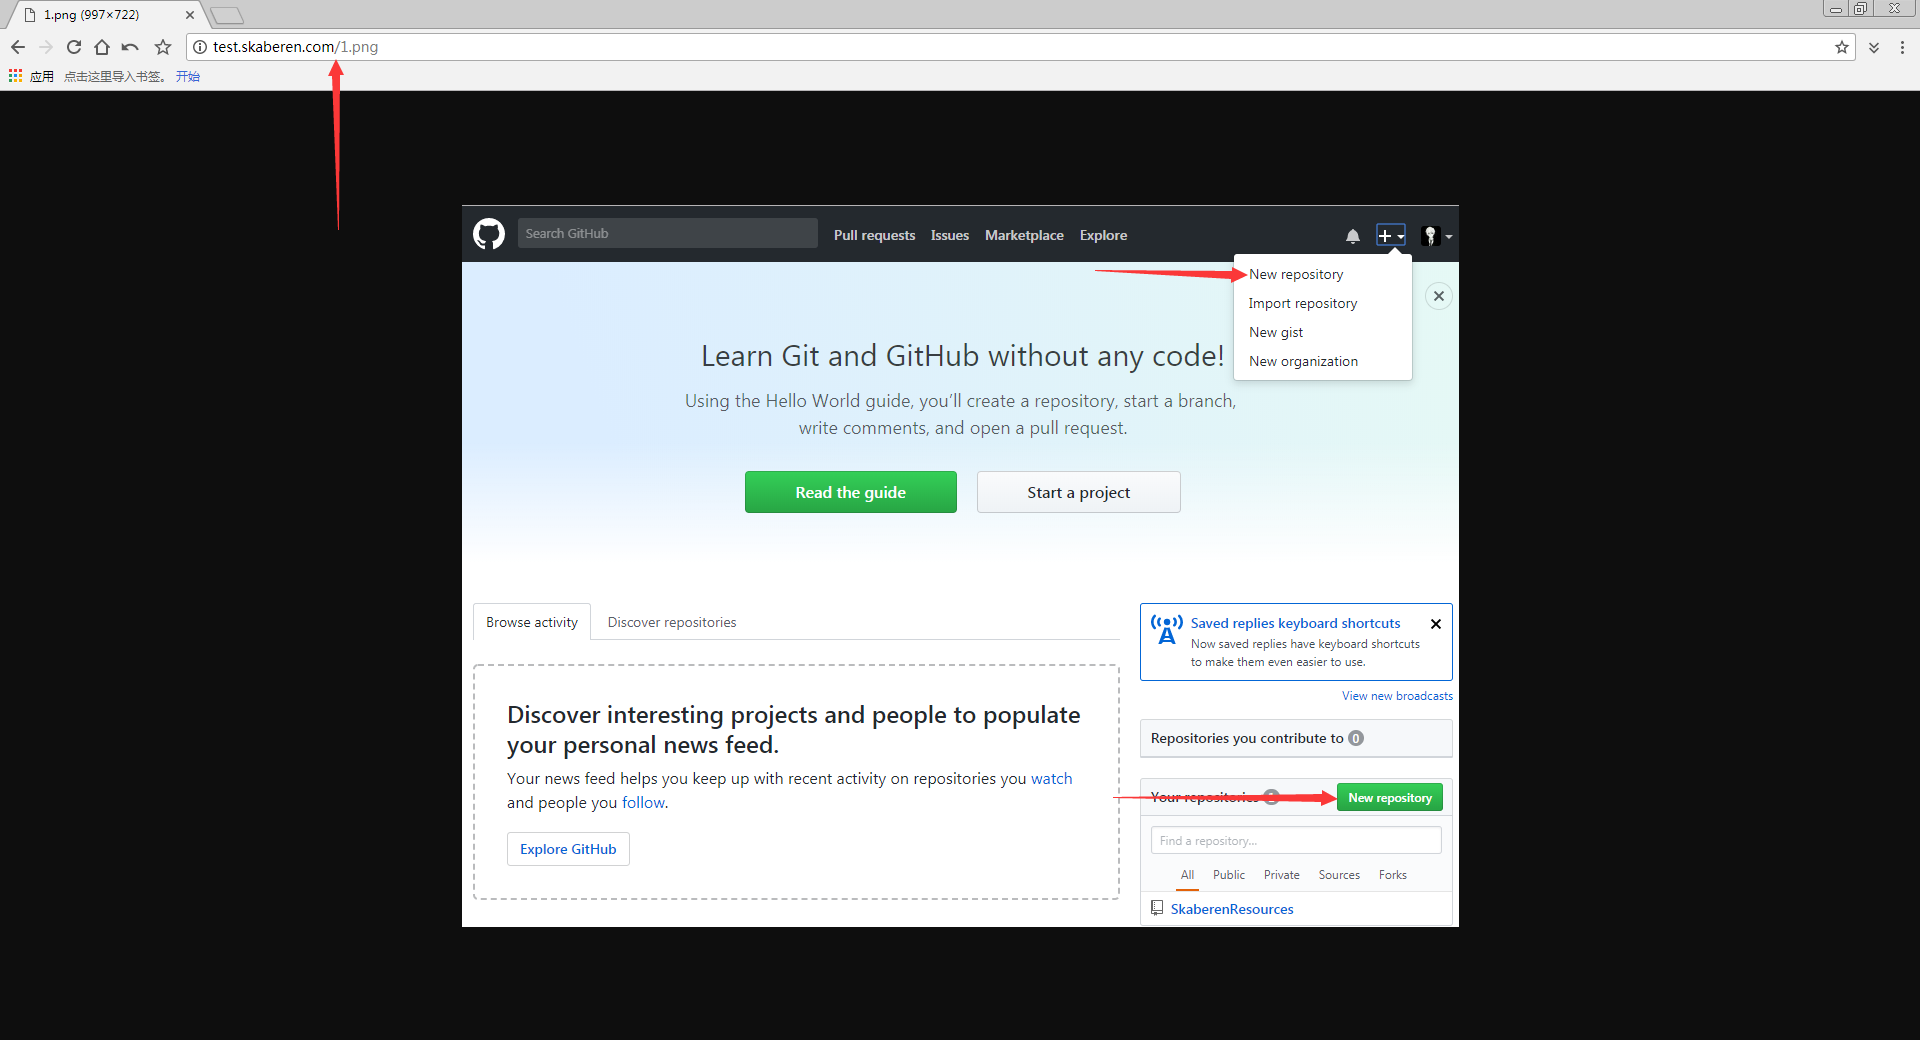 1.png (997×722)
test.skaberen.com/1.png
应用 点击这里导入书签。 开始
Search GitHub
Pull requests Issues Marketplace Explore
New repository
Import repository
New gist
New organization
Learn Git and GitHub without any code!
Using the Hello World guide, you’ll create a repository, start a branch,
write comments, and open a pull request.
Read the guide Start a project
Browse activity Discover repositories
Discover interesting projects and people to populate
your personal news feed.
Your news feed helps you keep up with recent activity on repositories you watch
and people you follow.
Explore GitHub
Saved replies keyboard shortcuts
Now saved replies have keyboard shortcuts
to make them even easier to use.
View new broadcasts
Repositories you contribute to 0
Your repositories New repository
Find a repository...
All Public Private Sources Forks
SkaberenResources